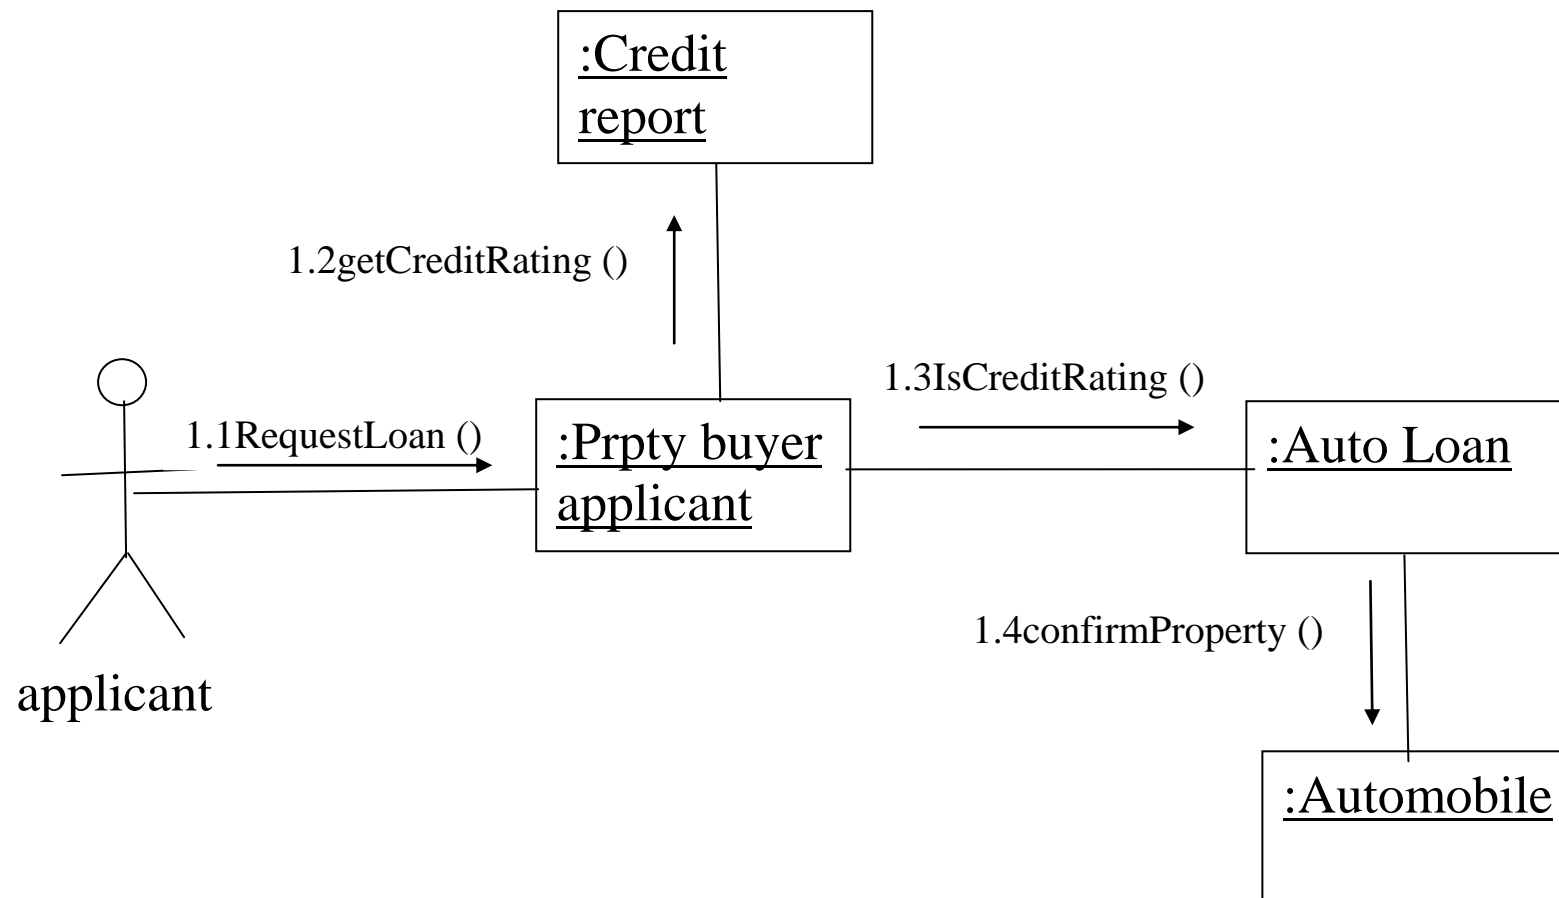 :Credit
report
1.2getCreditRating ()
1.3IsCreditRating ()
1.1RequestLoan ()
:Prpty buyer
applicant
:Auto Loan
1.4confirmProperty ()
applicant
:Automobile